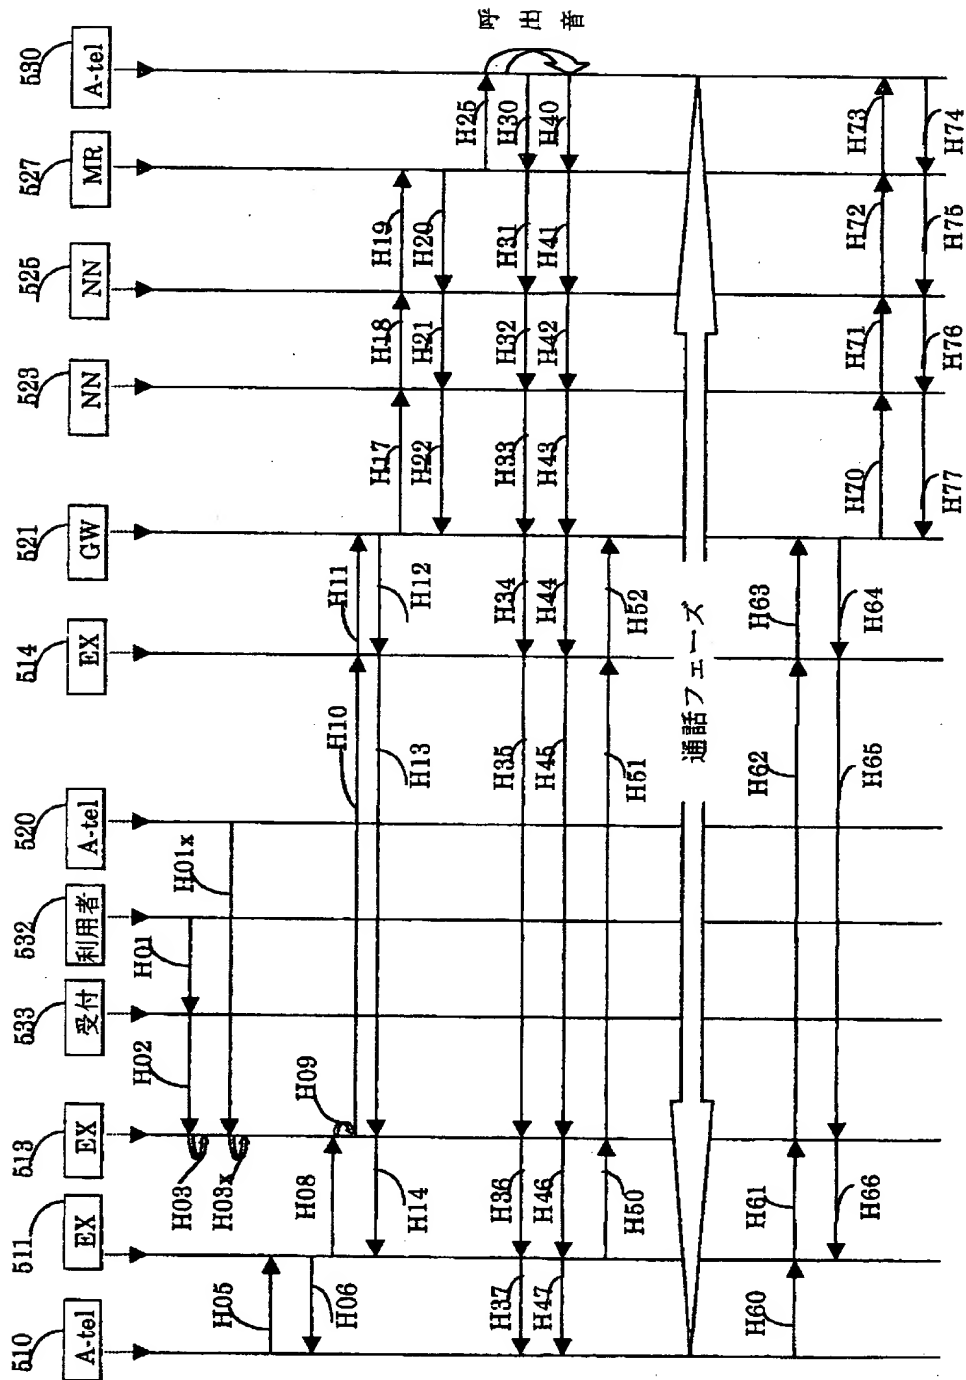 510 511 513 533 532 520 514 521 523 525 527 530
A-tel EX EX 受付 利用者 A-tel EX GW NN NN MR A-tel
H02 H01
H03 H01x
H03x
H05
H06
H08 H09 H10 H11
H14 H13 H12
H17 H18 H19
H22 H21 H20
H25
呼出音
H37 H36 H35 H34 H33 H32 H31 H30
H47 H46 H45 H44 H43 H42 H41 H40
H50 H51 H52
通話フェーズ
H60 H61 H62 H63
H66 H65 H64
H70 H71 H72 H73
H77 H76 H75 H74